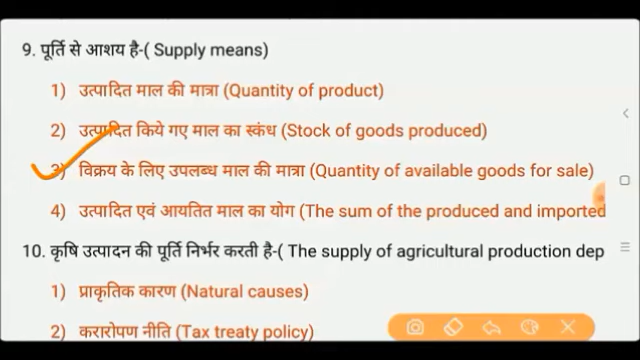 9. पूर्ति से आशय है-( Supply means)
1) उत्पादित माल की मात्रा (Quantity of product)
2) उत्पादित किये गए माल का स्कंध (Stock of goods produced)
3) विक्रय के लिए उपलब्ध माल की मात्रा (Quantity of available goods for sale)
4) उत्पादित एवं आयतित माल का योग (The sum of the produced and imported
10. कृषि उत्पादन की पूर्ति निर्भर करती है-( The supply of agricultural production dep
1) प्राकृतिक कारण (Natural causes)
2) करारोपण नीति (Tax treaty policy)